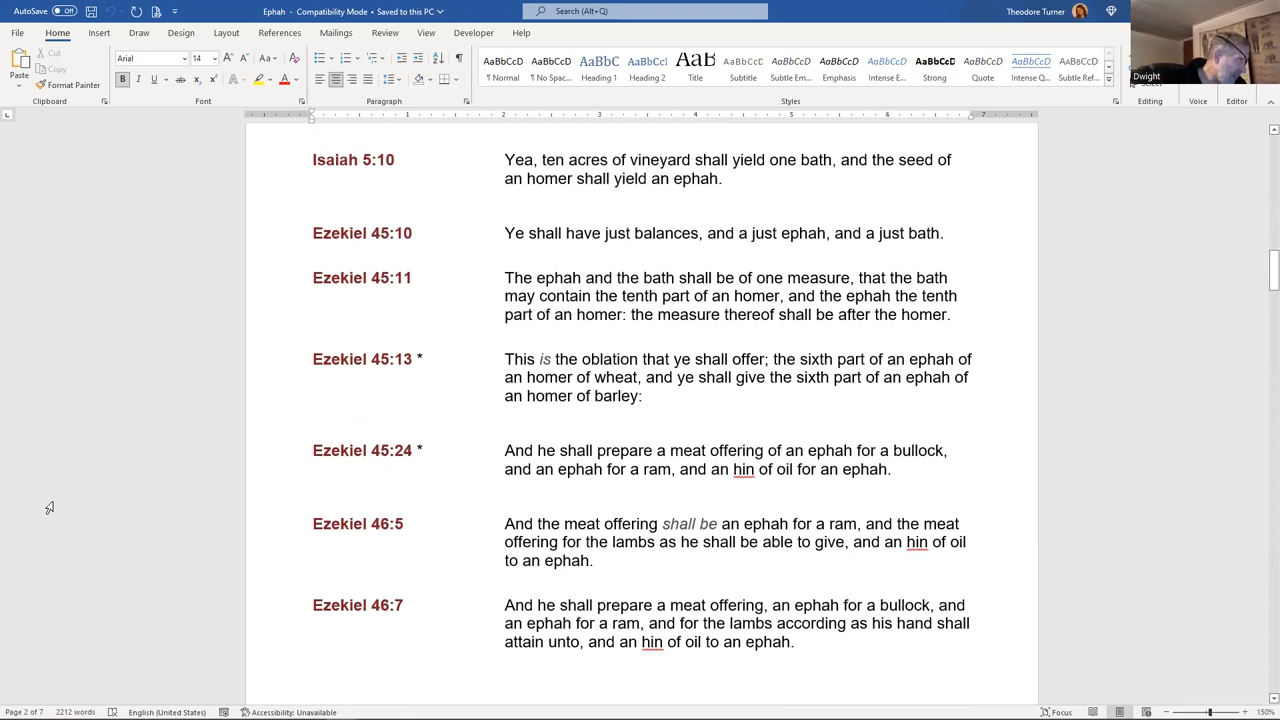 AutoSave Off Ephah - Compatibility Mode • Saved to this PC Search (Alt+Q) Theodore Turner
File Home Insert Draw Design Layout References Mailings Review View Developer Help
Dwight
Paste Cut Copy Format Painter
Arial 14
AaBbCcD AaBbCcD AaBbC AaBbCcI AaB AaBbCcD AaBbCcD AaBbCcD AaBbCcD AaBbCcD AaBbCcD AaBbCcD AaBbCcD
¶ Normal ¶ No Spac... Heading 1 Heading 2 Title Subtitle Subtle Em... Emphasis Intense E... Strong Quote Intense Q... Subtle Ref...
Clipboard Font Paragraph Styles Editing Voice Editor
1 2 3 4 5 6 7
Isaiah 5:10 Yea, ten acres of vineyard shall yield one bath, and the seed of
an homer shall yield an ephah.
Ezekiel 45:10 Ye shall have just balances, and a just ephah, and a just bath.
Ezekiel 45:11 The ephah and the bath shall be of one measure, that the bath
may contain the tenth part of an homer, and the ephah the tenth
part of an homer: the measure thereof shall be after the homer.
Ezekiel 45:13 * This is the oblation that ye shall offer; the sixth part of an ephah of
an homer of wheat, and ye shall give the sixth part of an ephah of
an homer of barley:
Ezekiel 45:24 * And he shall prepare a meat offering of an ephah for a bullock,
and an ephah for a ram, and an hin of oil for an ephah.
Ezekiel 46:5 And the meat offering shall be an ephah for a ram, and the meat
offering for the lambs as he shall be able to give, and an hin of oil
to an ephah.
Ezekiel 46:7 And he shall prepare a meat offering, an ephah for a bullock, and
an ephah for a ram, and for the lambs according as his hand shall
attain unto, and an hin of oil to an ephah.
Page 2 of 7 2212 words English (United States) Accessibility: Unavailable Focus 150%